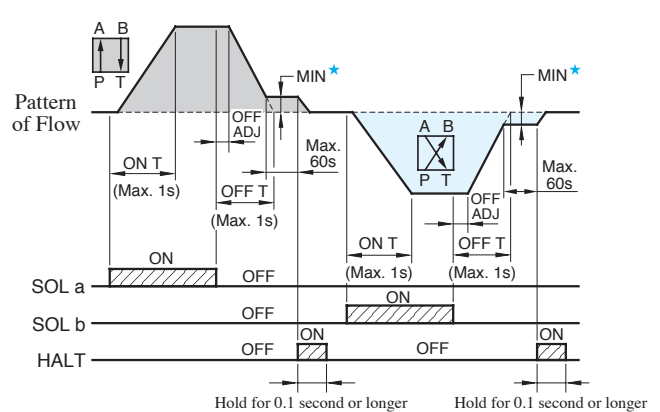 A B
P T
MIN★
MIN★
Pattern
of Flow
OFF
ADJ
A B
P T
Max.
60s
Max.
60s
ON T
(Max. 1s)
OFF T
(Max. 1s)
OFF
ADJ
ON T
(Max. 1s)
OFF T
(Max. 1s)
SOL a
ON
OFF
SOL b
OFF
ON
HALT
OFF
ON
OFF
ON
Hold for 0.1 second or longer
Hold for 0.1 second or longer